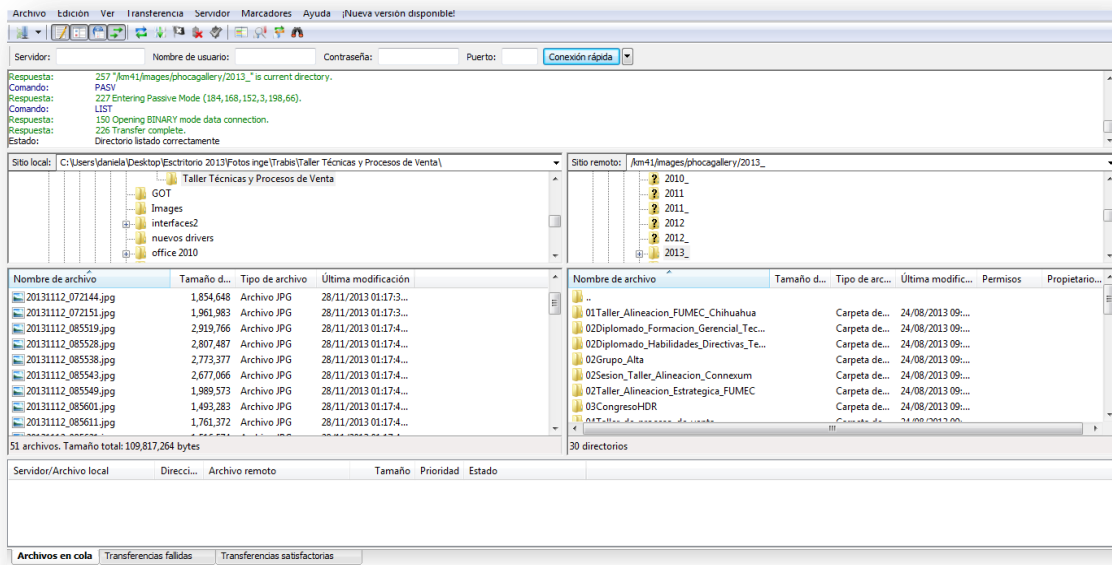 Archivo Edición Ver Transferencia Servidor Marcadores Ayuda ¡Nueva versión disponible!
Servidor: Nombre de usuario: Contraseña: Puerto: Conexión rápida
Respuesta: 257 "/km41/images/phocagallery/2013_" is current directory.
Comando: PASV
Respuesta: 227 Entering Passive Mode (184,168,152,3,198,66).
Comando: LIST
Respuesta: 150 Opening BINARY mode data connection.
Respuesta: 226 Transfer complete.
Estado: Directorio listado correctamente
Sitio local: C:\Users\daniela\Desktop\Esctritorio 2013\Fotos inge\Trabis\Taller Técnicas y Procesos de Venta\
Taller Técnicas y Procesos de Venta
GOT
Images
interfaces2
nuevos drivers
office 2010
Sitio remoto: /km41/images/phocagallery/2013_
2010_
2011
2011_
2012
2012_
2013_
Nombre de archivo Tamaño d... Tipo de archivo Última modificación
20131112_072144.jpg 1,854,648 Archivo JPG 28/11/2013 01:17:3...
20131112_072151.jpg 1,961,983 Archivo JPG 28/11/2013 01:17:3...
20131112_085519.jpg 2,919,766 Archivo JPG 28/11/2013 01:17:4...
20131112_085528.jpg 2,807,487 Archivo JPG 28/11/2013 01:17:4...
20131112_085538.jpg 2,773,377 Archivo JPG 28/11/2013 01:17:4...
20131112_085543.jpg 2,677,066 Archivo JPG 28/11/2013 01:17:4...
20131112_085549.jpg 1,989,573 Archivo JPG 28/11/2013 01:17:4...
20131112_085601.jpg 1,493,283 Archivo JPG 28/11/2013 01:17:4...
20131112_085611.jpg 1,761,372 Archivo JPG 28/11/2013 01:17:4...
51 archivos. Tamaño total: 109,817,264 bytes
Nombre de archivo Tamaño d... Tipo de arc... Última modific... Permisos Propietario...
..
01Taller_Alineacion_FUMEC_Chihuahua Carpeta de... 24/08/2013 09:...
02Diplomado_Formacion_Gerencial_Tec... Carpeta de... 24/08/2013 09:...
02Diplomado_Habilidades_Directivas_Te... Carpeta de... 24/08/2013 09:...
02Grupo_Alta Carpeta de... 24/08/2013 09:...
02Sesion_Taller_Alineacion_Connexum Carpeta de... 24/08/2013 09:...
02Taller_Alineacion_Estrategica_FUMEC Carpeta de... 24/08/2013 09:...
03CongresoHDR Carpeta de... 24/08/2013 09:...
30 directorios
Servidor/Archivo local Direcci... Archivo remoto Tamaño Prioridad Estado
Archivos en cola Transferencias fallidas Transferencias satisfactorias